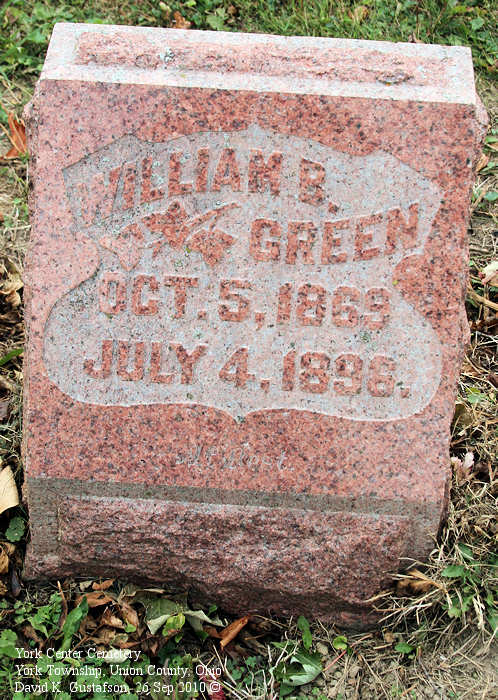 WILLIAM B.
GREEN
OCT. 5, 1869
JULY 4, 1896.
York Center Cemetery
York Township, Union County, Ohio
David K. Gustafson, 26 Sep 3010 ©